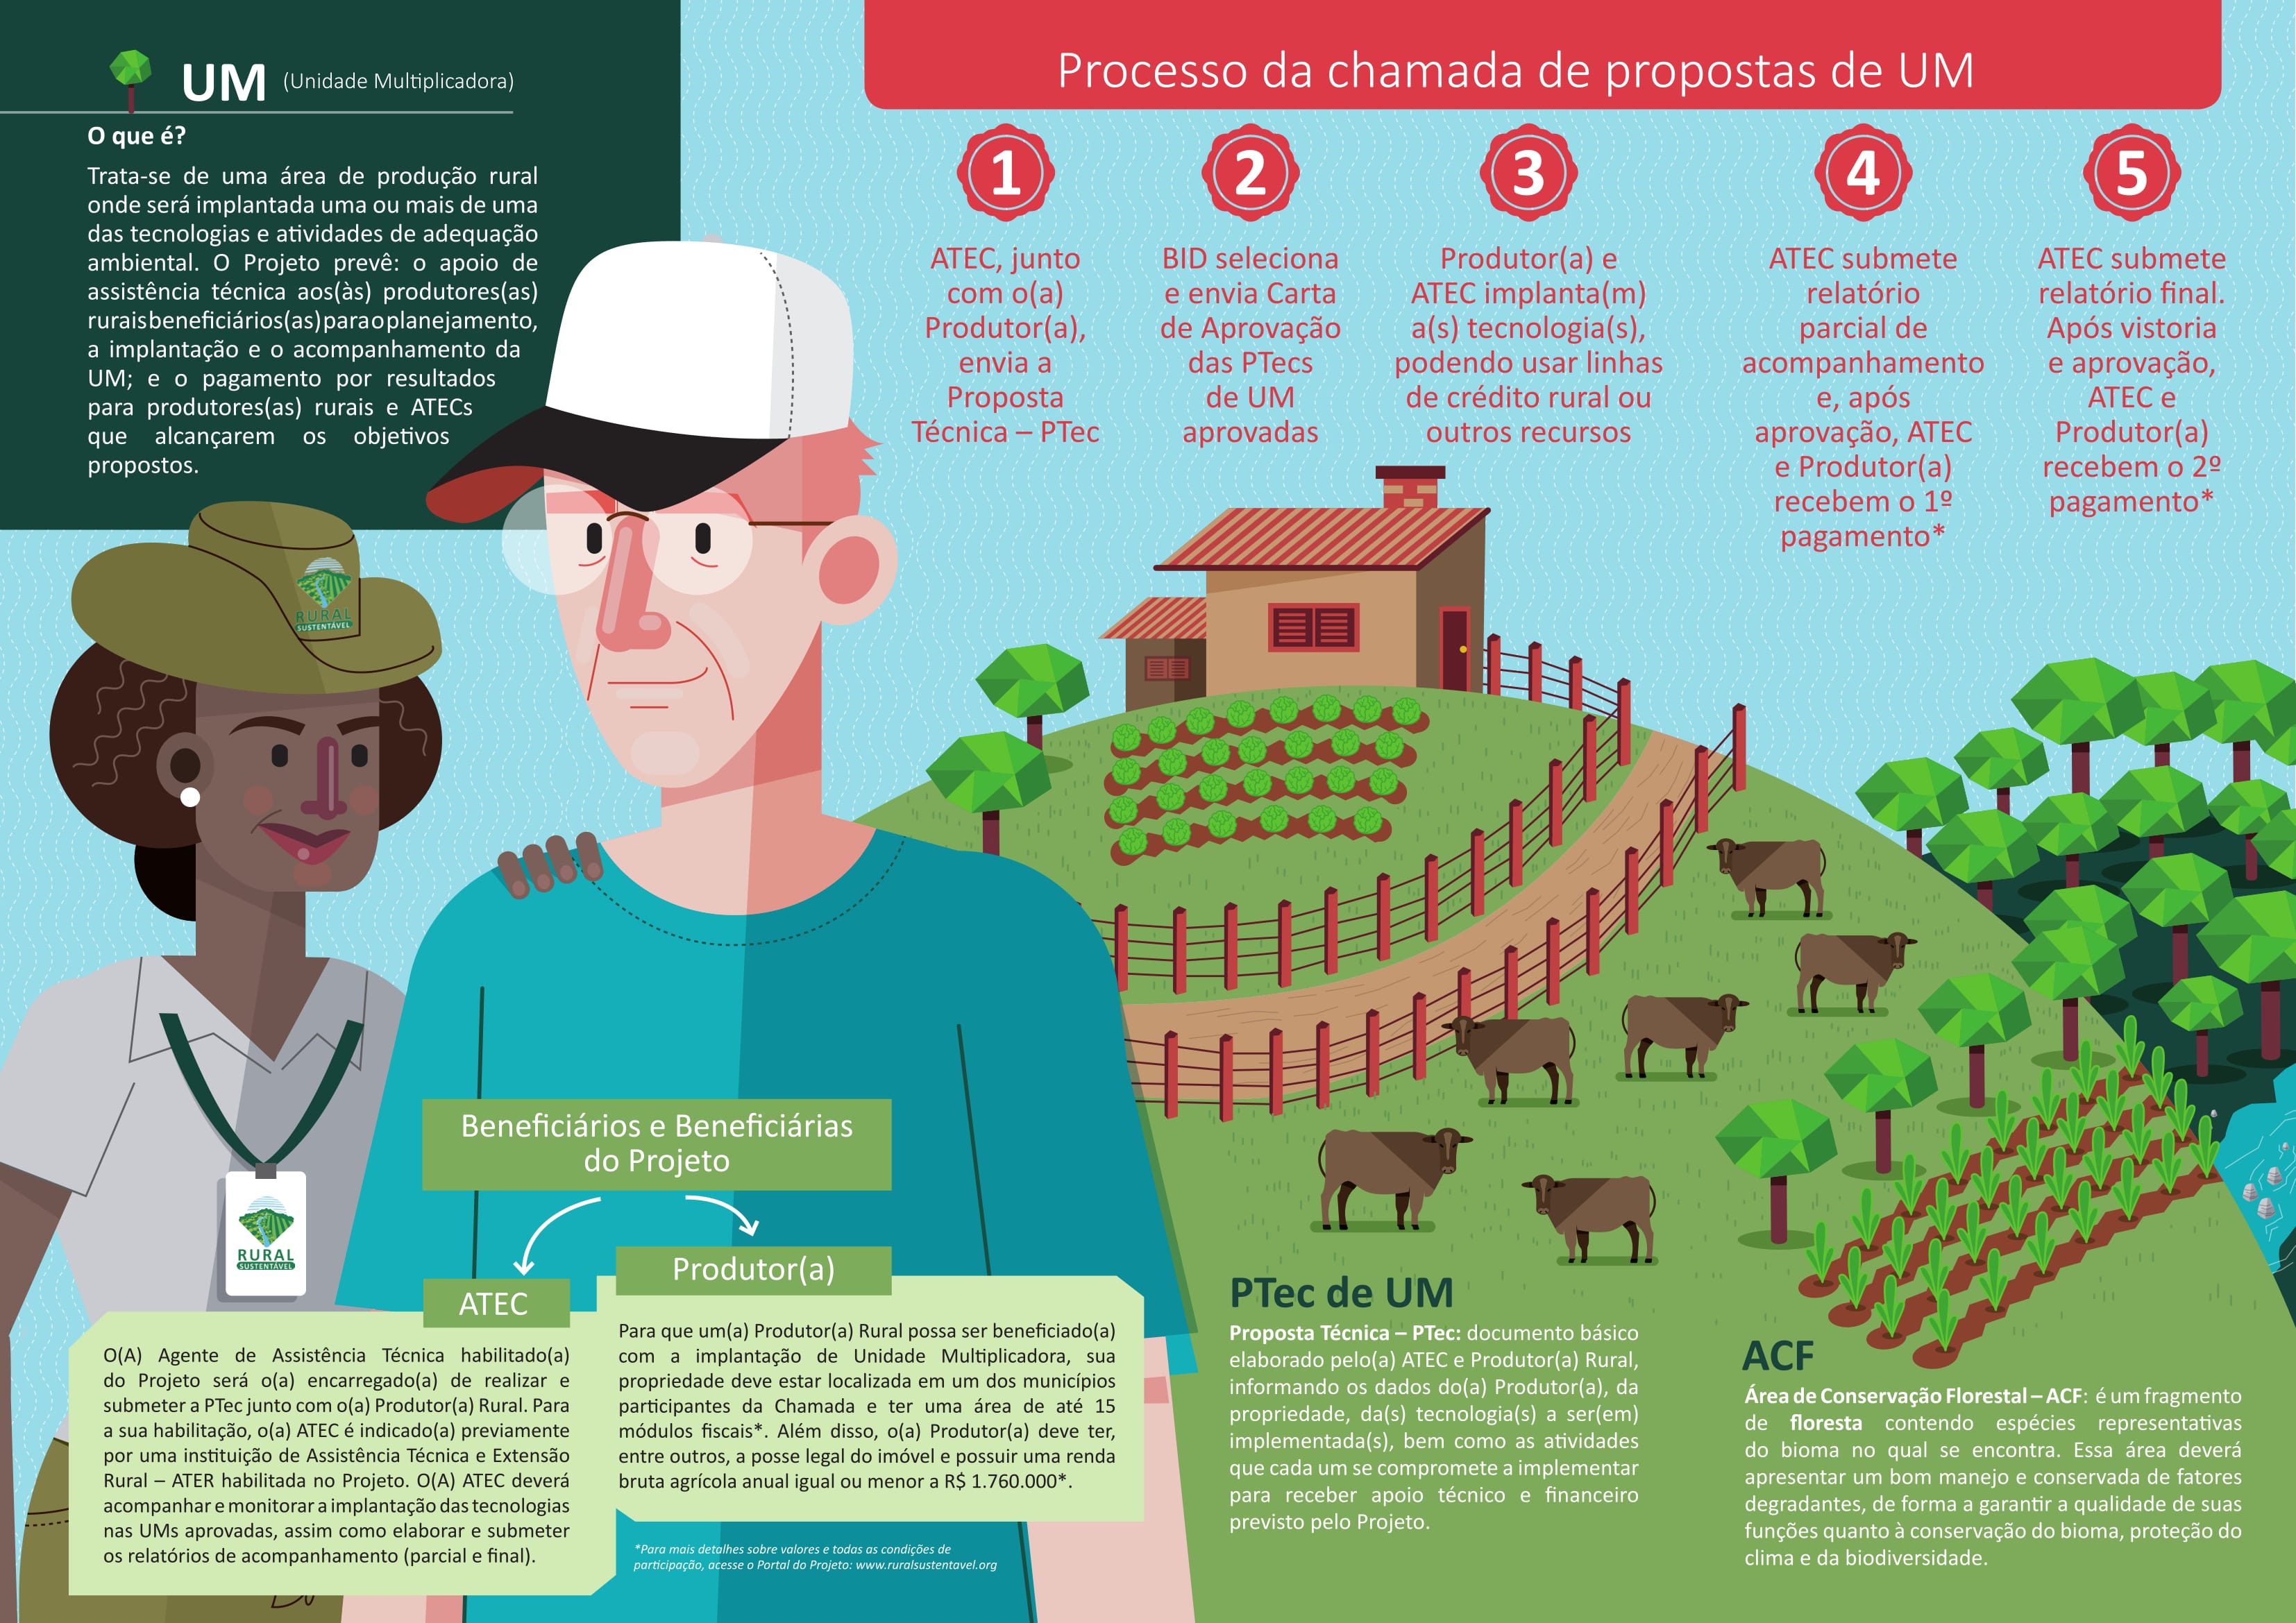 UM (Unidade Multiplicadora)
O que é?
Trata-se de uma área de produção rural
onde será implantada uma ou mais de uma
das tecnologias e atividades de adequação
ambiental. O Projeto prevê: o apoio de
assistência técnica aos(às) produtores(as)
rurais beneficiários(as) para o planejamento,
a implantação e o acompanhamento da
UM; e o pagamento por resultados
para produtores(as) rurais e ATECs
que alcançarem os objetivos
propostos.
Processo da chamada de propostas de UM
1
ATEC, junto
com o(a)
Produtor(a),
envia a
Proposta
Técnica – PTec
2
BID seleciona
e envia Carta
de Aprovação
das PTecs
de UM
aprovadas
3
Produtor(a) e
ATEC implanta(m)
a(s) tecnologia(s),
podendo usar linhas
de crédito rural ou
outros recursos
4
ATEC submete
relatório
parcial de
acompanhamento
e, após
aprovação, ATEC
e Produtor(a)
recebem o 1º
pagamento*
5
ATEC submete
relatório final.
Após vistoria
e aprovação,
ATEC e
Produtor(a)
recebem o 2º
pagamento*
RURAL
SUSTENTÁVEL
RURAL
SUSTENTÁVEL
Beneficiários e Beneficiárias
do Projeto
ATEC
O(A) Agente de Assistência Técnica habilitado(a)
do Projeto será o(a) encarregado(a) de realizar e
submeter a PTec junto com o(a) Produtor(a) Rural. Para
a sua habilitação, o(a) ATEC é indicado(a) previamente
por uma instituição de Assistência Técnica e Extensão
Rural – ATER habilitada no Projeto. O(A) ATEC deverá
acompanhar e monitorar a implantação das tecnologias
nas UMs aprovadas, assim como elaborar e submeter
os relatórios de acompanhamento (parcial e final).
Produtor(a)
Para que um(a) Produtor(a) Rural possa ser beneficiado(a)
com a implantação de Unidade Multiplicadora, sua
propriedade deve estar localizada em um dos municípios
participantes da Chamada e ter uma área de até 15
módulos fiscais*. Além disso, o(a) Produtor(a) deve ter,
entre outros, a posse legal do imóvel e possuir uma renda
bruta agrícola anual igual ou menor a R$ 1.760.000*.
*Para mais detalhes sobre valores e todas as condições de
participação, acesse o Portal do Projeto: www.ruralsustentavel.org
PTec de UM
Proposta Técnica – PTec: documento básico
elaborado pelo(a) ATEC e Produtor(a) Rural,
informando os dados do(a) Produtor(a), da
propriedade, da(s) tecnologia(s) a ser(em)
implementada(s), bem como as atividades
que cada um se compromete a implementar
para receber apoio técnico e financeiro
previsto pelo Projeto.
ACF
Área de Conservação Florestal – ACF: é um fragmento
de floresta contendo espécies representativas
do bioma no qual se encontra. Essa área deverá
apresentar um bom manejo e conservada de fatores
degradantes, de forma a garantir a qualidade de suas
funções quanto à conservação do bioma, proteção do
clima e da biodiversidade.